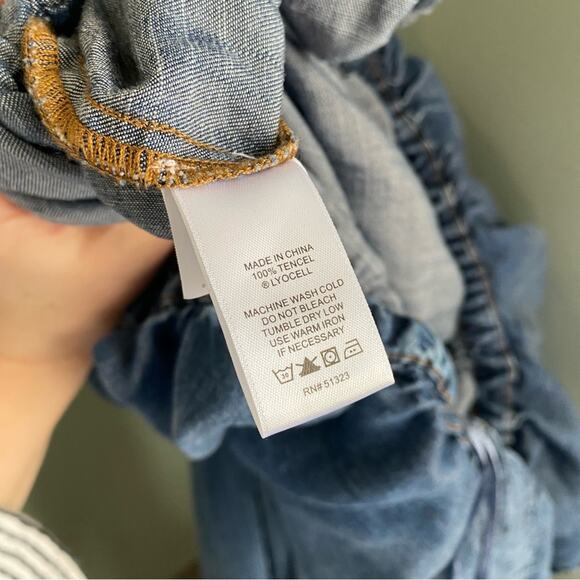 MADE IN CHINA
100% TENCEL
® LYOCELL
MACHINE WASH COLD
DO NOT BLEACH
TUMBLE DRY LOW
USE WARM IRON
IF NECESSARY
30
RN# 51323